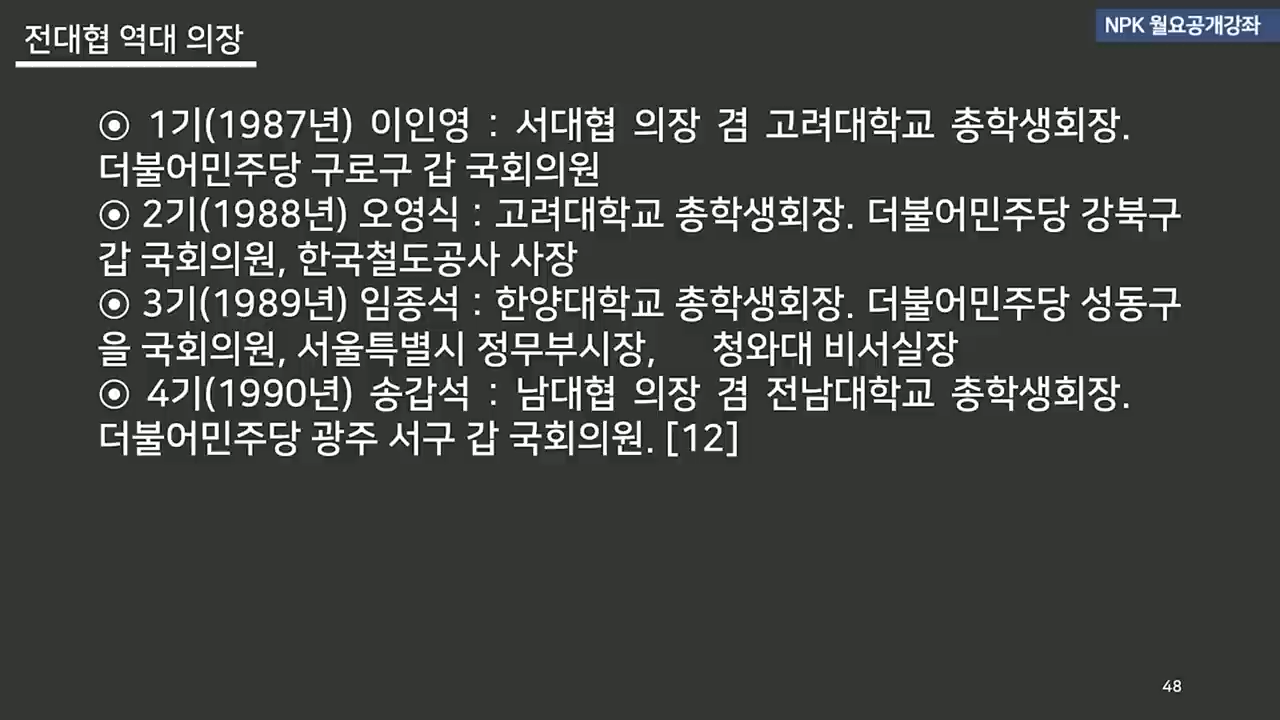 전대협 역대 의장
NPK 월요공개강좌
⦿ 1기(1987년) 이인영 : 서대협 의장 겸 고려대학교 총학생회장.
더불어민주당 구로구 갑 국회의원
⦿ 2기(1988년) 오영식 : 고려대학교 총학생회장. 더불어민주당 강북구
갑 국회의원, 한국철도공사 사장
⦿ 3기(1989년) 임종석 : 한양대학교 총학생회장. 더불어민주당 성동구
을 국회의원, 서울특별시 정무부시장, 청와대 비서실장
⦿ 4기(1990년) 송갑석 : 남대협 의장 겸 전남대학교 총학생회장.
더불어민주당 광주 서구 갑 국회의원. [12]
48